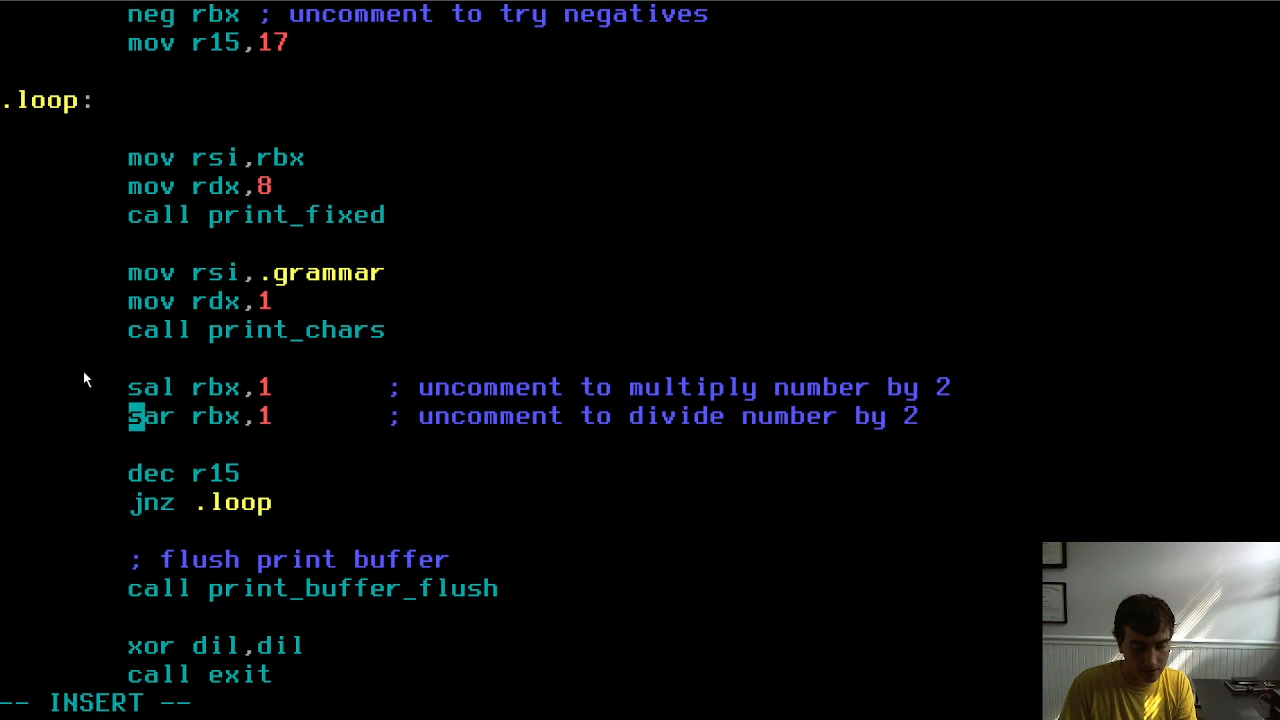 neg rbx ; uncomment to try negatives
mov r15,17
.loop:
mov rsi,rbx
mov rdx,8
call print_fixed
mov rsi,.grammar
mov rdx,1
call print_chars
sal rbx,1 ; uncomment to multiply number by 2
sar rbx,1 ; uncomment to divide number by 2
dec r15
jnz .loop
; flush print buffer
call print_buffer_flush
xor dil,dil
call exit
-- INSERT --